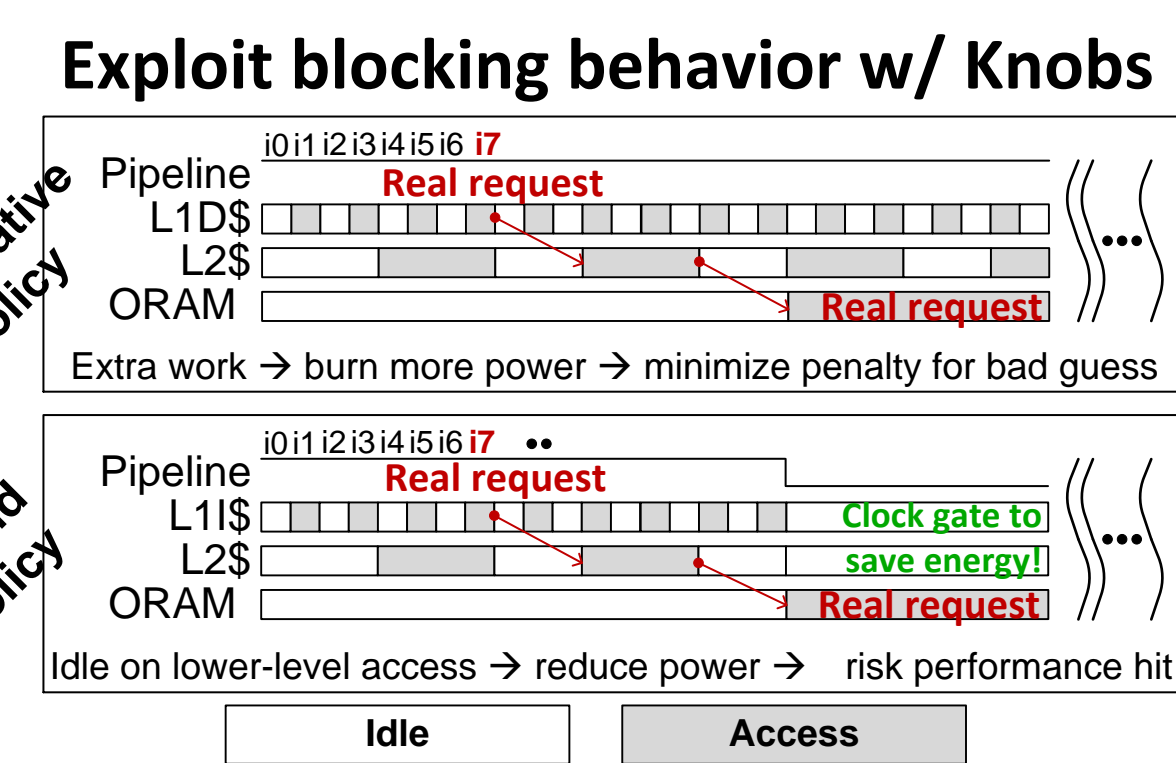 Exploit blocking behavior w/ Knobs
i0 i1 i2 i3 i4 i5 i6 i7
Pipeline
Real request
L1D$
L2$
ORAM
Real request
•••
Extra work → burn more power → minimize penalty for bad guess
i0 i1 i2 i3 i4 i5 i6 i7 ••
Pipeline
Real request
L1I$
Clock gate to
L2$
save energy!
ORAM
Real request
•••
Idle on lower-level access → reduce power → risk performance hit
Idle
Access